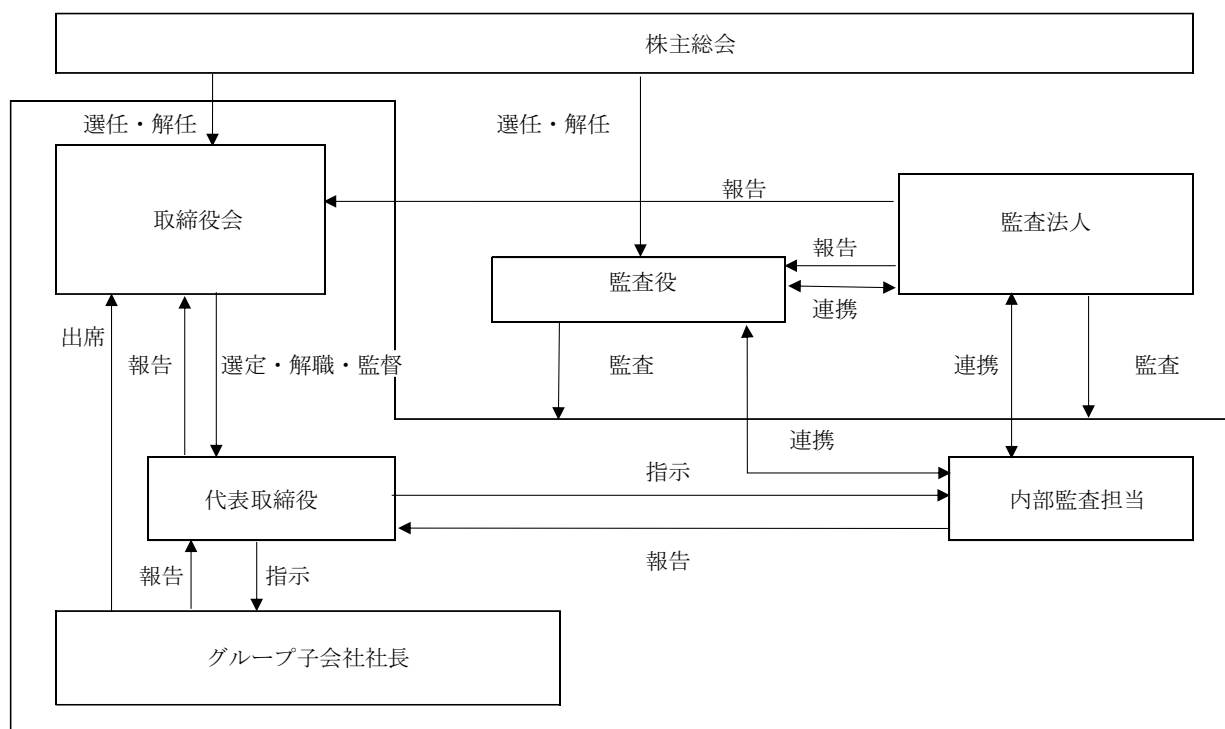 株主総会
選任・解任
選任・解任
取締役会
報告
監査法人
報告
監査役
連携
出席
報告
選定・解職・監督
監査
連携
監査
連携
代表取締役
指示
内部監査担当
報告
報告
指示
グループ子会社社長